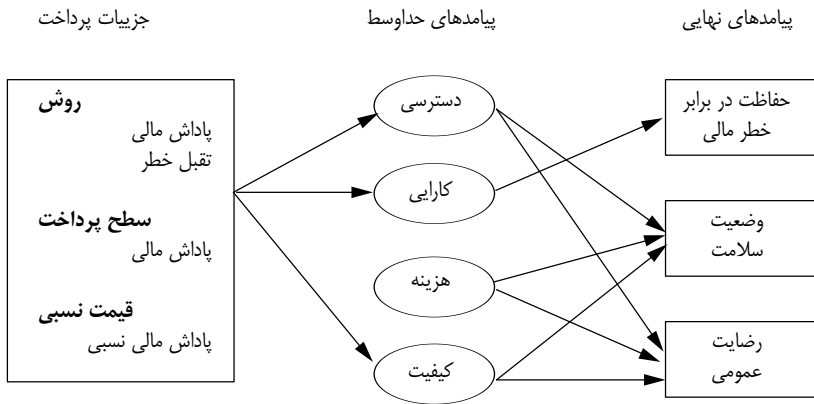 جزییات پرداخت
پیامدهای حداوسط
پیامدهای نهایی
روش
پاداش مالی
تقبل خطر
سطح پرداخت
پاداش مالی
قیمت نسبی
پاداش مالی نسبی
دسترسی
کارایی
هزینه
کیفیت
حفاظت در برابر
خطر مالی
وضعیت
سلامت
رضایت
عمومی